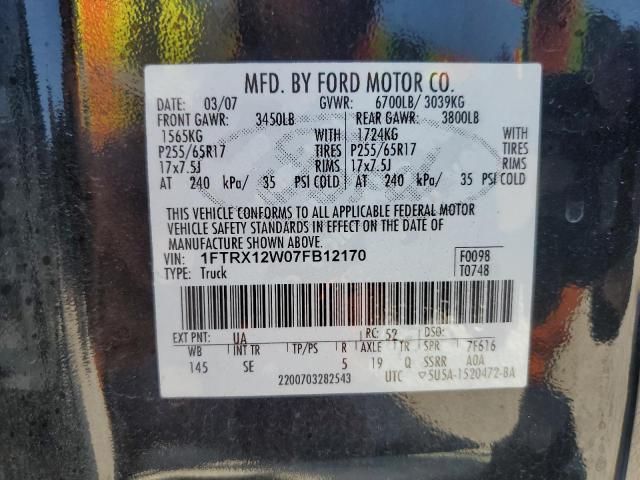 MFD. BY FORD MOTOR CO.
DATE: 03/07 GVWR: 6700LB/ 3039KG
FRONT GAWR: 3450LB REAR GAWR: 3800LB
1565KG WITH 1724KG WITH
P255/65R17 TIRES P255/65R17 TIRES
17x7.5J RIMS 17x7.5J RIMS
AT 240 kPa/ 35 PSI COLD AT 240 kPa/ 35 PSI COLD
THIS VEHICLE CONFORMS TO ALL APPLICABLE FEDERAL MOTOR
VEHICLE SAFETY STANDARDS IN EFFECT ON THE DATE OF
MANUFACTURE SHOWN ABOVE.
VIN: 1FTRX12W07FB12170 F0098
TYPE: Truck T0748
EXT PNT: UA RC: 52 DSO:
WB INT TR TP/PS R AXLE TR SPR 7F616
145 SE 5 19 Q SSRR A0A
2200703282543 UTC ▽5U5A-1520472-BA